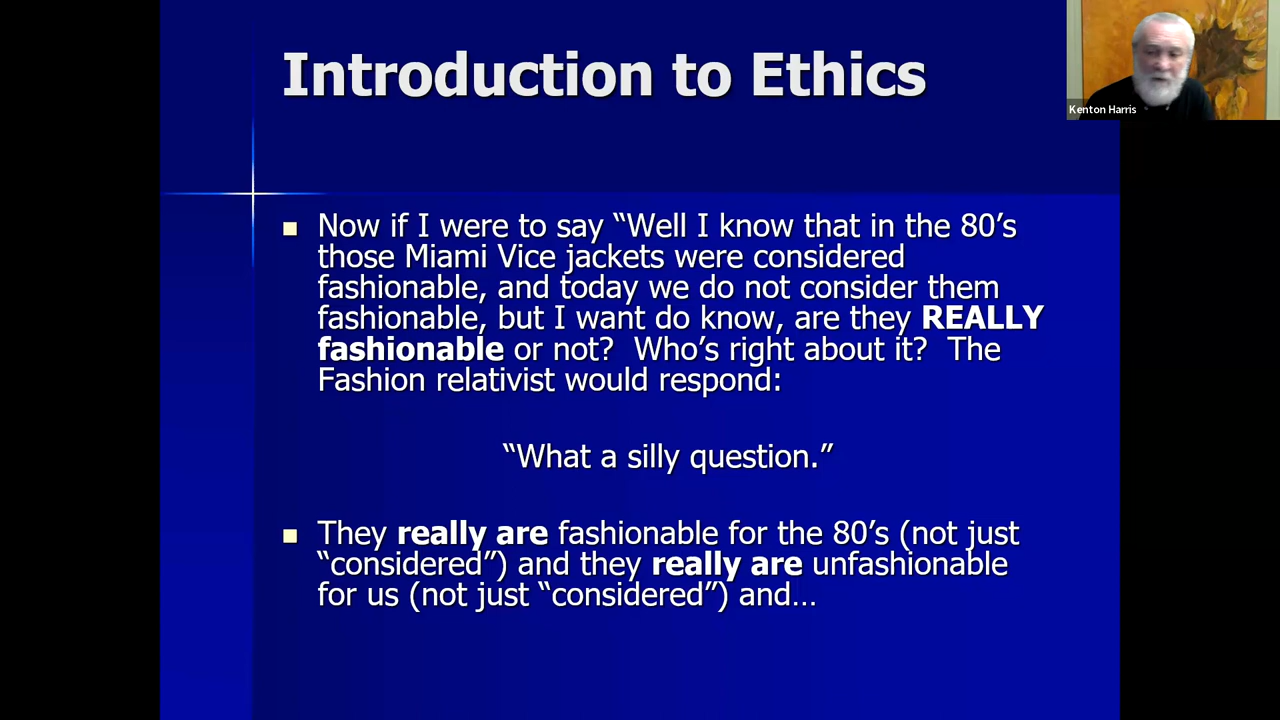 Introduction to Ethics
Kenton Harris
Now if I were to say “Well I know that in the 80’s
those Miami Vice jackets were considered
fashionable, and today we do not consider them
fashionable, but I want do know, are they REALLY
fashionable or not?  Who’s right about it?  The
Fashion relativist would respond:
“What a silly question.”
They really are fashionable for the 80’s (not just
“considered”) and they really are unfashionable
for us (not just “considered”) and…